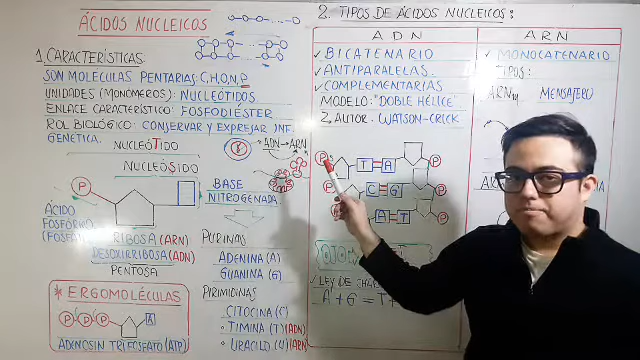 ÁCIDOS NUCLEICOS
1. CARACTERÍSTICAS:
SON MOLÉCULAS PENTARIAS: C,H,O,N,P
UNIDADES (MONÓMEROS): NUCLEÓTIDOS
ENLACE CARACTERÍSTICO: FOSFODIÉSTER
ROL BIOLÓGICO: CONSERVAR Y EXPRESAR INF.
GENÉTICA.
ADN → ARN
NUCLEÓTIDO
NUCLEÓSIDO
P
BASE
NITROGENADA
ÁCIDO
FOSFÓRICO
RIBOSA (ARN)
DESOXIRRIBOSA (ADN)
PENTOSA
PURINAS
ADENINA (A)
GUANINA (G)
PIRIMIDINAS
CITOCINA (C)
TIMINA (T) (ADN)
URACILO (U) (ARN)
* ERGOMOLÉCULAS
P P P A
ADENOSIN TRIFOSFATO (ATP)
2. TIPOS DE ÁCIDOS NUCLEICOS:
ADN
✓ BICATENARIO
✓ ANTIPARALELAS
✓ COMPLEMENTARIAS
MODELO: "DOBLE HÉLICE"
AUTOR: WATSON-CRICK
P T A P
P C G P
A T P
✓ LEY DE
A + G = T +
ARN
✓ MONOCATENARIO
TIPOS:
ARNm MENSAJERO